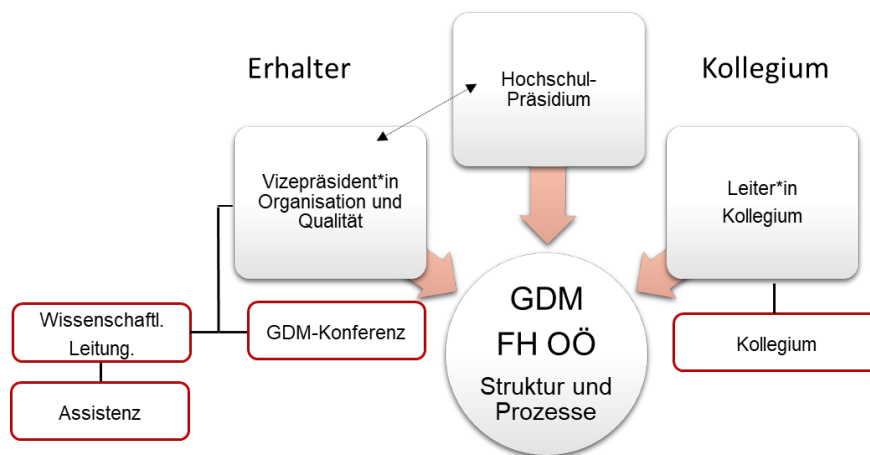 Erhalter
Hochschul-
Präsidium
Kollegium
Vizepräsident*in
Organisation und
Qualität
Leiter*in
Kollegium
GDM
FH OÖ
Struktur und
Prozesse
Wissenschaftl.
Leitung.
GDM-Konferenz
Kollegium
Assistenz